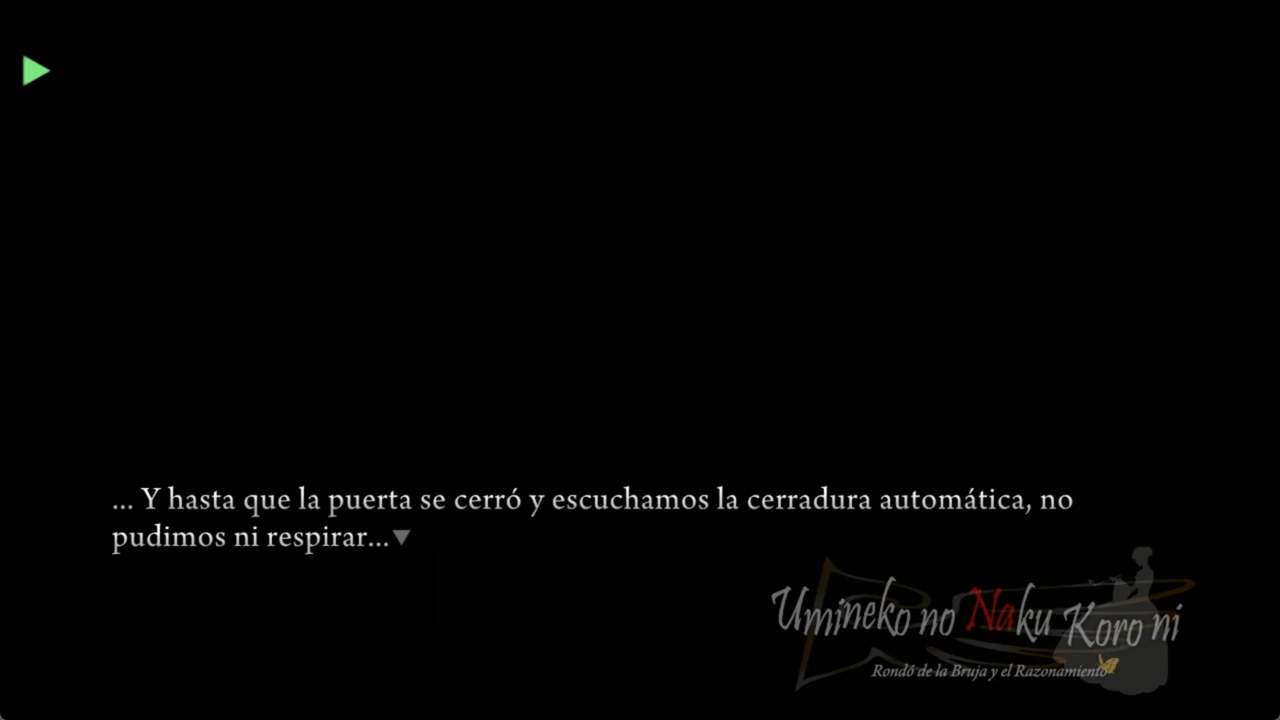 ... Y hasta que la puerta se cerró y escuchamos la cerradura automática, no
pudimos ni respirar...
Umineko no Naku Koro ni
Rondó de la Bruja y el Razonamiento